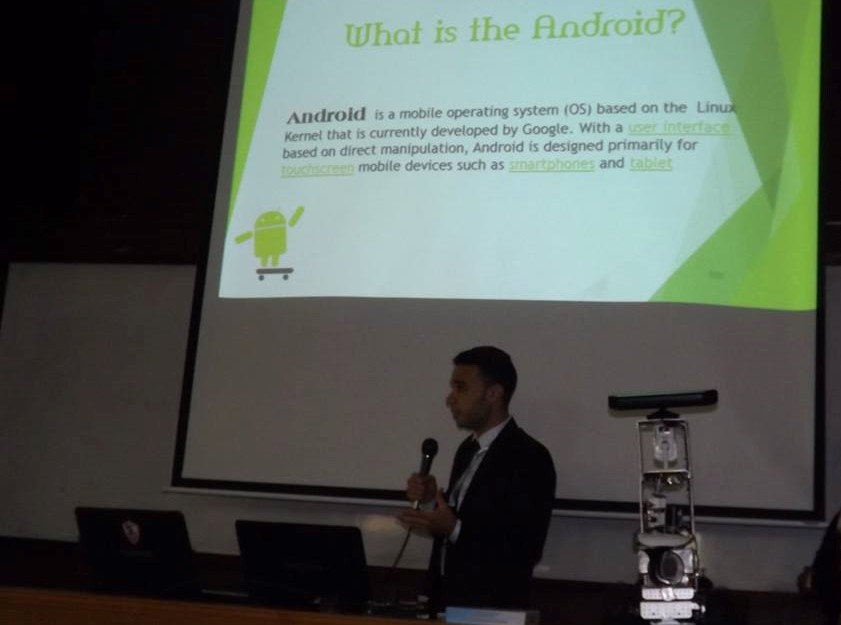 What is the Android?
Android is a mobile operating system (OS) based on the Linux
Kernel that is currently developed by Google. With a user interface
based on direct manipulation, Android is designed primarily for
touchscreen mobile devices such as smartphones and tablet